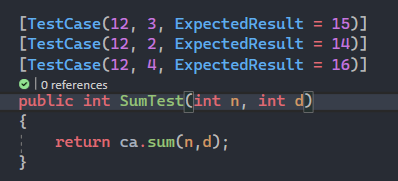 [TestCase(12, 3, ExpectedResult = 15)]
[TestCase(12, 2, ExpectedResult = 14)]
[TestCase(12, 4, ExpectedResult = 16)]
| 0 references
public int SumTest(int n, int d)
{
return ca.sum(n,d);
}